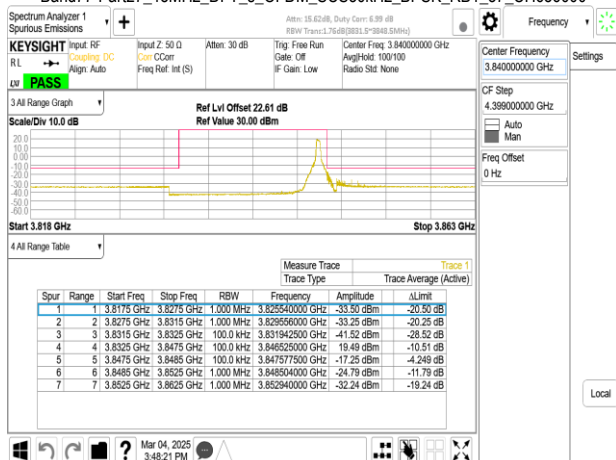 Spectrum Analyzer 1
Spurious Emissions
Attn: 15.62dB, Duty Corr: 6.99 dB
RBW Trans:1.76dB(3831.5~3848.5MHz)
Frequency
KEYSIGHT
Input: RF
Coupling: DC
Align: Auto
Input Z: 50 Ω
Corr CCorr
Freq Ref: Int (S)
Atten: 30 dB
Trig: Free Run
Gate: Off
IF Gain: Low
Center Freq: 3.840000000 GHz
Avg|Hold: 100/100
Radio Std: None
RL
LXI
PASS
Center Frequency
3.840000000 GHz
Settings
CF Step
4.399000000 GHz
Auto
Man
Freq Offset
0 Hz
3 All Range Graph
Scale/Div 10.0 dB
Ref Lvl Offset 22.61 dB
Ref Value 30.00 dBm
20.0
10.0
0.00
-10.0
-20.0
-30.0
-40.0
-50.0
-60.0
Start 3.818 GHz
Stop 3.863 GHz
4 All Range Table
Measure Trace Trace 1
Trace Type Trace Average (Active)
Spur Range Start Freq Stop Freq RBW Frequency Amplitude ΔLimit
1 1 3.8175 GHz 3.8275 GHz 1.000 MHz 3.825540000 GHz -33.50 dBm -20.50 dB
2 2 3.8275 GHz 3.8315 GHz 1.000 MHz 3.829556000 GHz -33.25 dBm -20.25 dB
3 3 3.8315 GHz 3.8325 GHz 100.0 kHz 3.831942500 GHz -41.52 dBm -28.52 dB
4 4 3.8325 GHz 3.8475 GHz 100.0 kHz 3.846525000 GHz 19.49 dBm -10.51 dB
5 5 3.8475 GHz 3.8485 GHz 100.0 kHz 3.847577500 GHz -17.25 dBm -4.249 dB
6 6 3.8485 GHz 3.8525 GHz 1.000 MHz 3.848504000 GHz -24.79 dBm -11.79 dB
7 7 3.8525 GHz 3.8625 GHz 1.000 MHz 3.852940000 GHz -32.24 dBm -19.24 dB
Local
Mar 04, 2025
3:48:21 PM